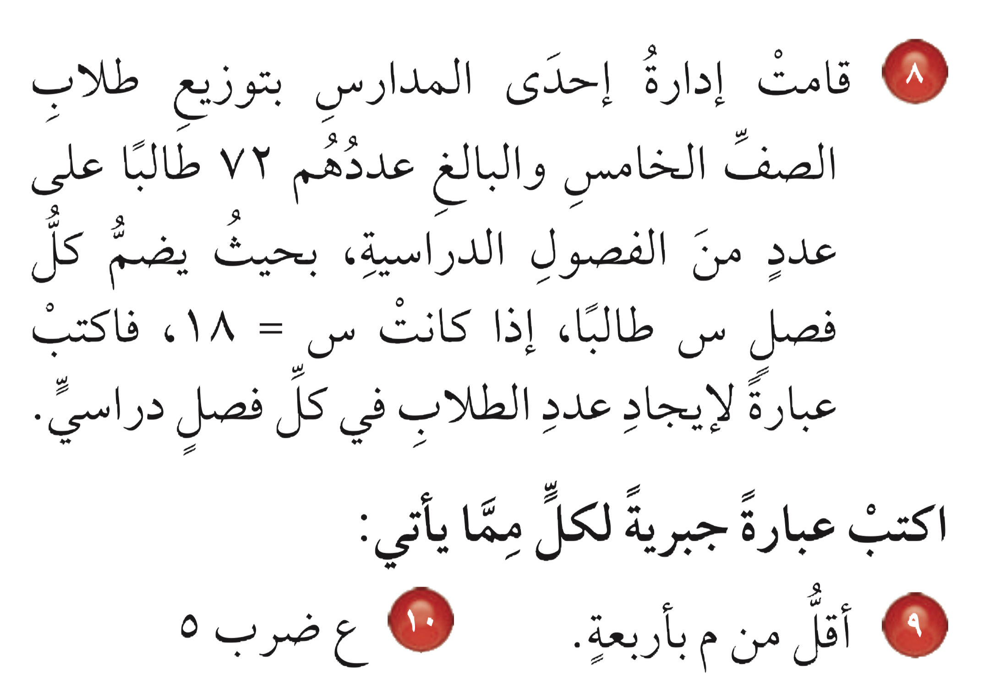 ٨ قامتْ إدارةُ إحدَى المدارسِ بتوزيعِ طلابِ
الصفِّ الخامسِ والبالغِ عددُهُم ٧٢ طالبًا على
عددٍ منَ الفصولِ الدراسيةِ، بحيثُ يضمُّ كلُّ
فصلٍ س طالبًا، إذا كانتْ س = ١٨، فاكتبْ
عبارةً لإيجادِ عددِ الطلابِ في كلِّ فصلٍ دراسيٍّ.
اكتبْ عبارةً جبريةً لكلٍّ مِمَّا يأتي:
٩ أقلُّ من م بأربعةٍ. ١٠ ع ضرب ٥